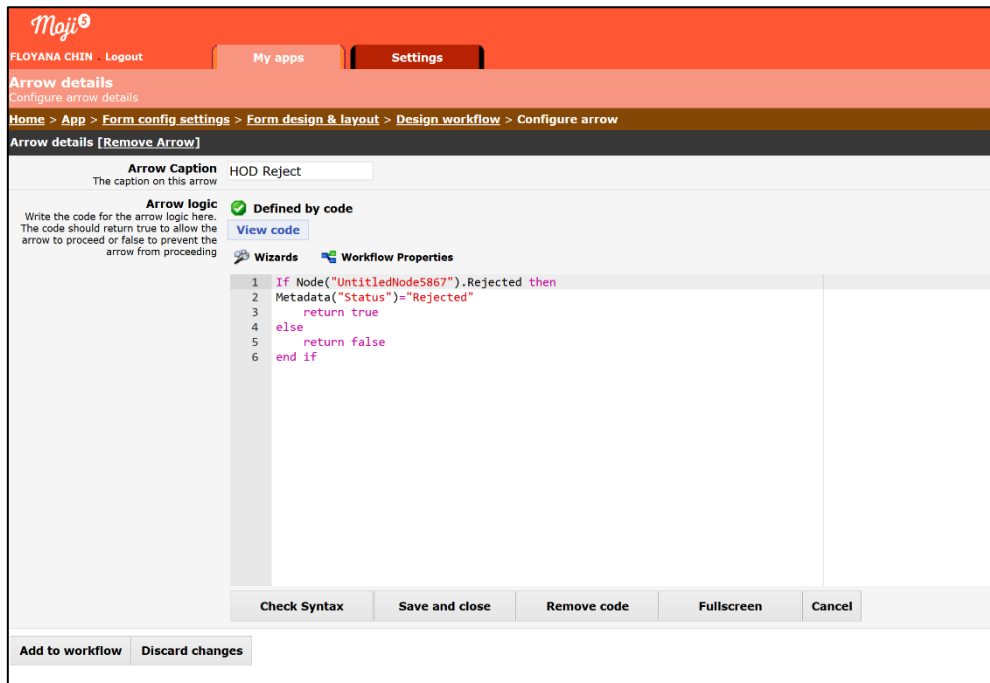 Moji5
FLOYANA CHIN . Logout
My apps
Settings
Arrow details
Configure arrow details
Home > App > Form config settings > Form design & layout > Design workflow > Configure arrow
Arrow details [Remove Arrow]
Arrow Caption
The caption on this arrow
HOD Reject
Arrow logic
Write the code for the arrow logic here.
The code should return true to allow the
arrow to proceed or false to prevent the
arrow from proceeding
Defined by code
View code
Wizards
Workflow Properties
1 If Node("UntitledNode5867").Rejected then
2 Metadata("Status")="Rejected"
3     return true
4 else
5     return false
6 end if
Check Syntax
Save and close
Remove code
Fullscreen
Cancel
Add to workflow
Discard changes